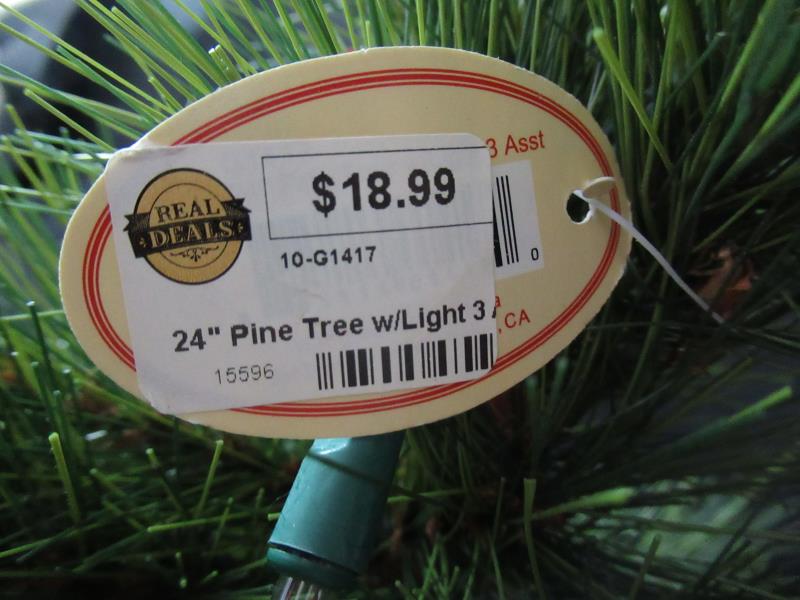 3 Asst
$18.99
REAL
DEALS
10-G1417
0
24" Pine Tree w/Light 3
a
, CA
15596